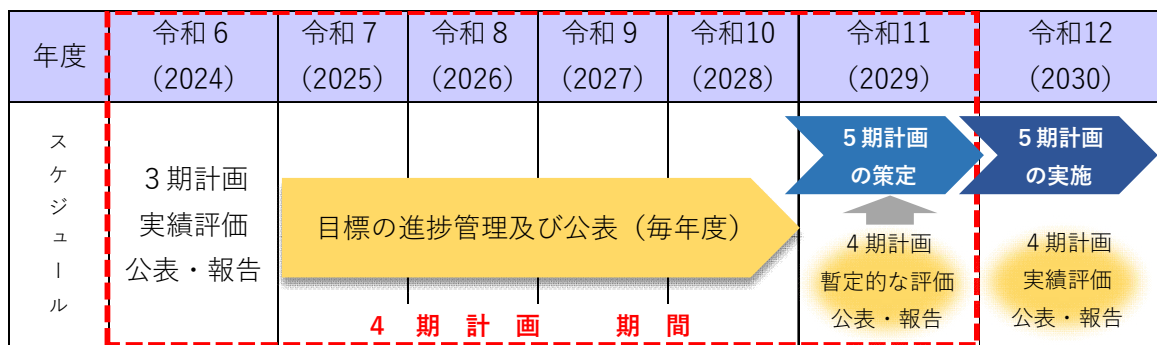 年度
令和6
(2024)
令和7
(2025)
令和8
(2026)
令和9
(2027)
令和10
(2028)
令和11
(2029)
令和12
(2030)
スケジュール
3期計画
実績評価
公表・報告
目標の進捗管理及び公表(毎年度)
5期計画
の策定
5期計画
の実施
4期計画
暫定的な評価
公表・報告
4期計画
実績評価
公表・報告
4期計画 期間